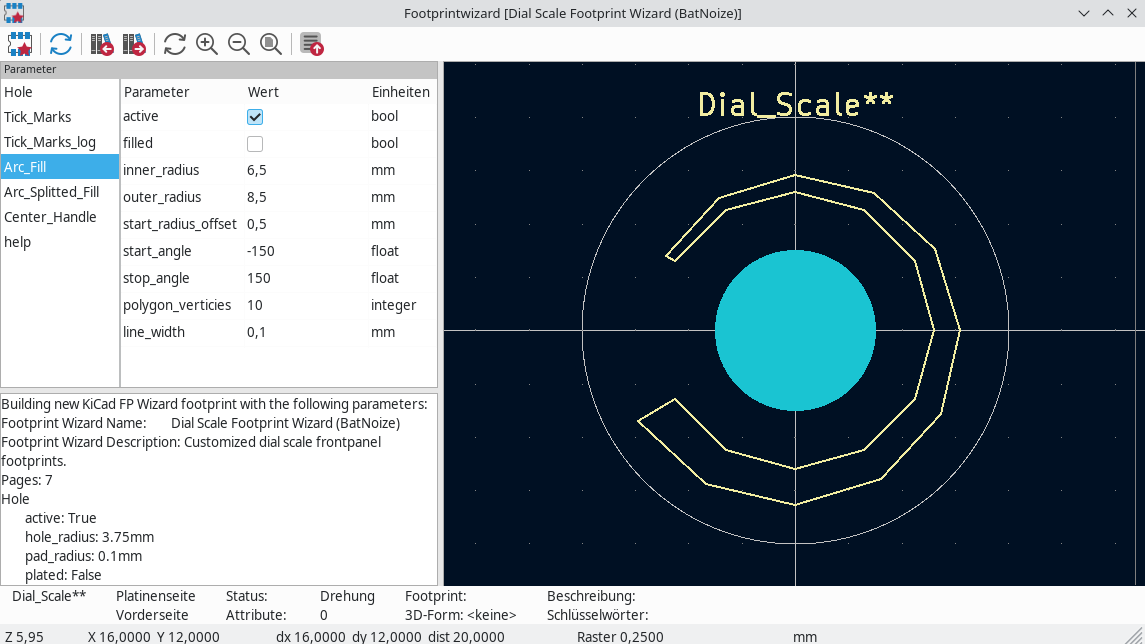 Footprintwizard [Dial Scale Footprint Wizard (BatNoize)]
Parameter
Hole
Tick_Marks
Tick_Marks_log
Arc_Fill
Arc_Splitted_Fill
Center_Handle
help
Parameter Wert Einheiten
active bool
filled bool
inner_radius 6,5 mm
outer_radius 8,5 mm
start_radius_offset 0,5 mm
start_angle -150 float
stop_angle 150 float
polygon_verticies 10 integer
line_width 0,1 mm
Dial_Scale**
Building new KiCad FP Wizard footprint with the following parameters:
Footprint Wizard Name: Dial Scale Footprint Wizard (BatNoize)
Footprint Wizard Description: Customized dial scale frontpanel
footprints.
Pages: 7
Hole
active: True
hole_radius: 3.75mm
pad_radius: 0.1mm
plated: False
Dial_Scale** Platinenseite Status: Drehung Footprint: Beschreibung:
Vorderseite Attribute: 0 3D-Form: <keine> Schlüsselwörter:
Z 5,95 X 16,0000 Y 12,0000 dx 16,0000 dy 12,0000 dist 20,0000 Raster 0,2500 mm